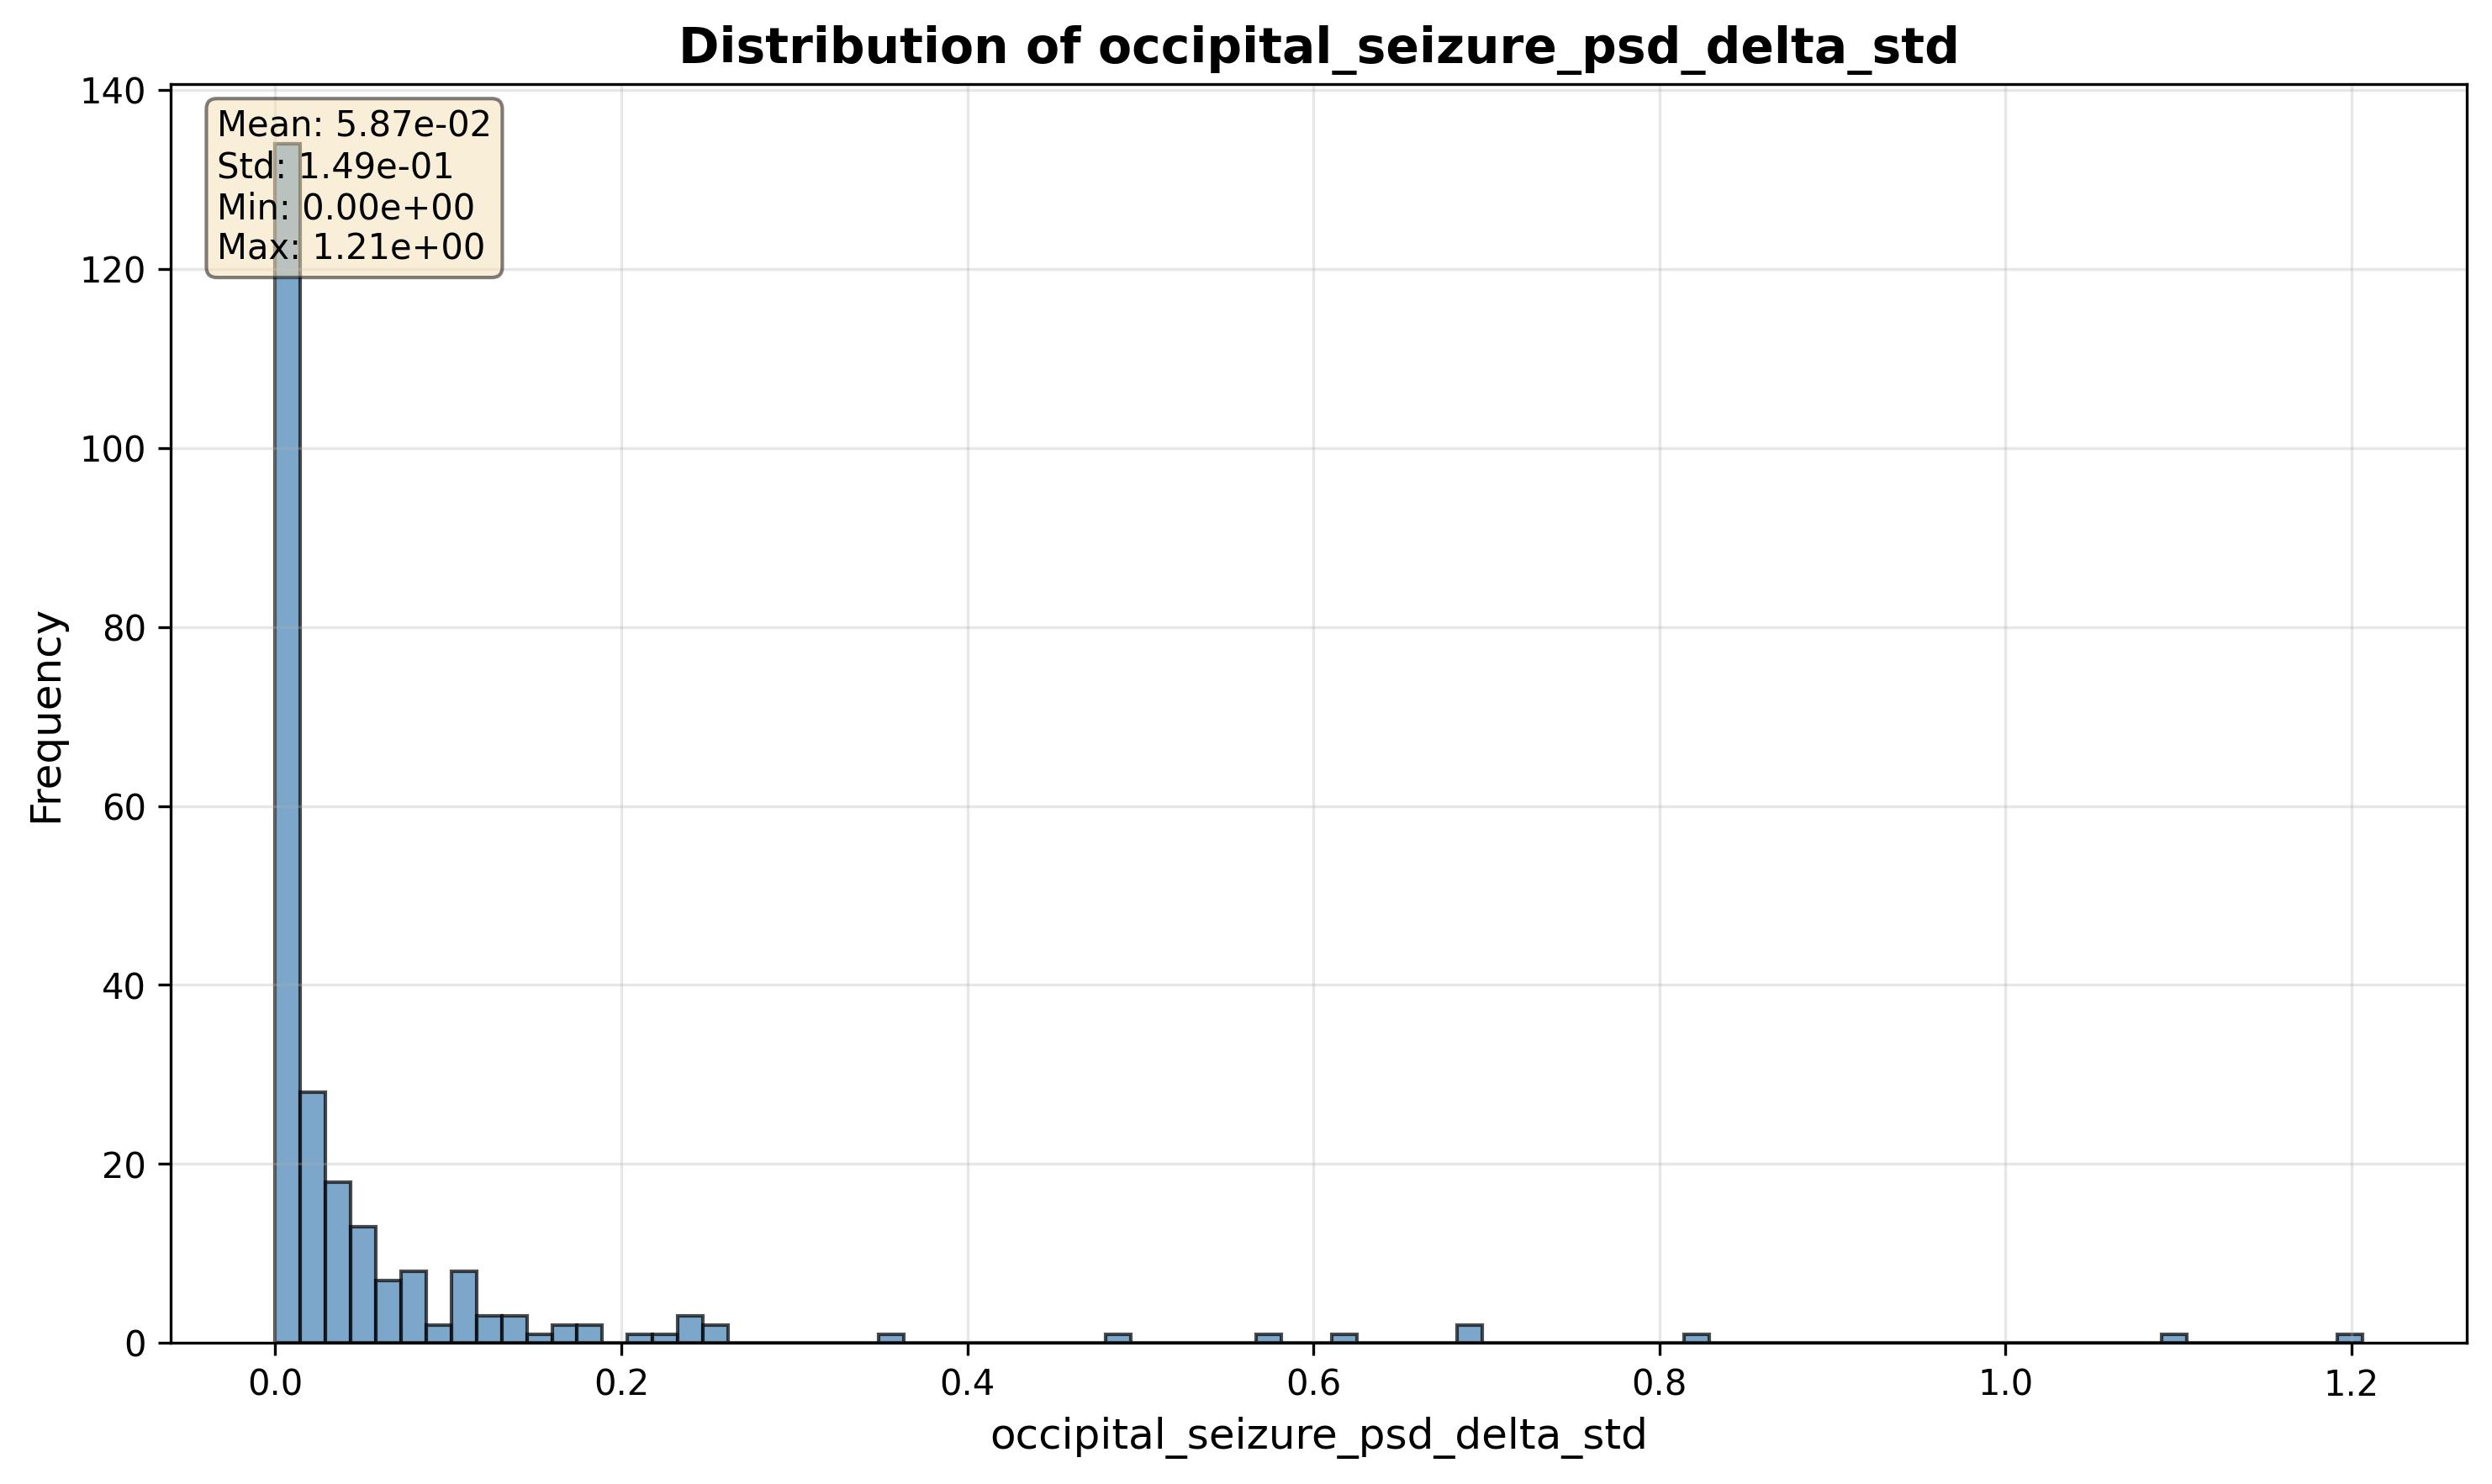 Distribution of occipital_seizure_psd_delta_std
140
120
100
80
60
40
20
0
Frequency
Mean: 5.87e-02
Std: 1.49e-01
Min: 0.00e+00
Max: 1.21e+00
0.0 0.2 0.4 0.6 0.8 1.0 1.2
occipital_seizure_psd_delta_std